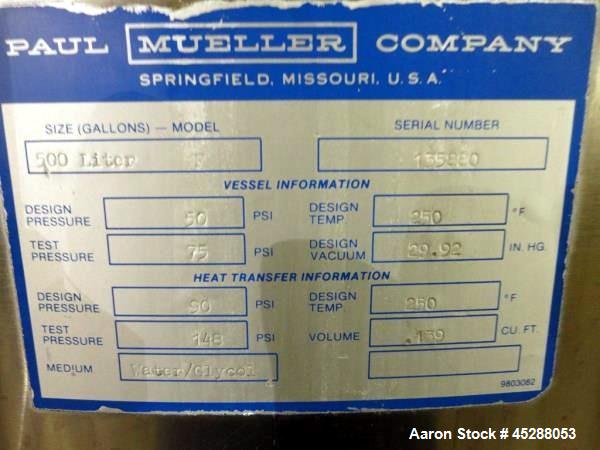 PAUL MUELLER COMPANY
SPRINGFIELD, MISSOURI, U.S.A.
SIZE (GALLONS) — MODEL SERIAL NUMBER
500 Liter F
VESSEL INFORMATION
DESIGN PRESSURE 50 PSI DESIGN TEMP. 250 °F
TEST PRESSURE 75 PSI DESIGN VACUUM 29.92 IN. HG.
HEAT TRANSFER INFORMATION
DESIGN PRESSURE 90 PSI DESIGN TEMP 250 °F
TEST PRESSURE 148 PSI VOLUME .139 CU. FT.
MEDIUM Water/Glycol
9803082
Aaron Stock # 45288053